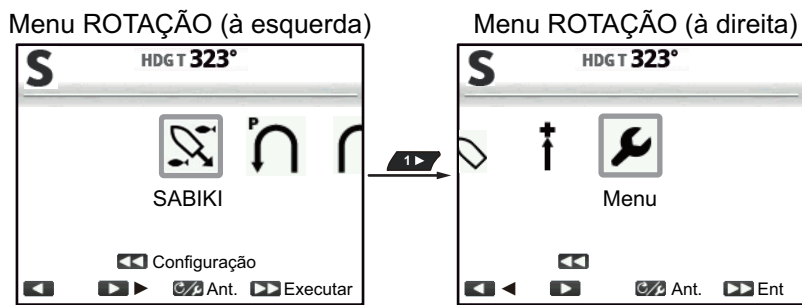 Menu ROTAÇÃO (à esquerda)
S HDG T 323°
P
SABIKI
Configuração
Ant. Executar
1
Menu ROTAÇÃO (à direita)
S HDG T 323°
Menu
Ant. Ent